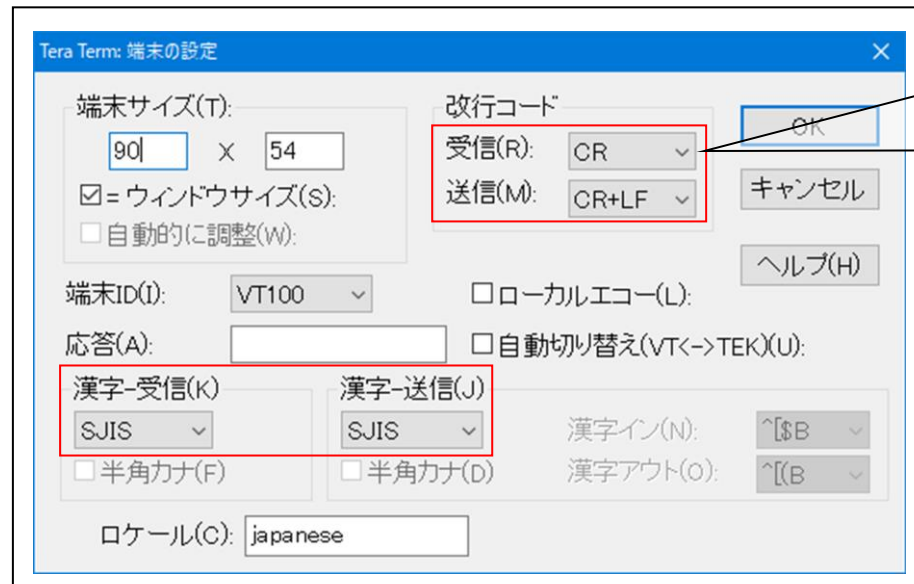 Tera Term: 端末の設定
端末サイズ(T):
90 X 54
=ウィンドウサイズ(S):
自動的に調整(W):
改行コード
受信(R): CR
送信(M): CR+LF
OK
キャンセル
ヘルプ(H)
端末ID(I): VT100
ローカルエコー(L):
応答(A):
自動切り替え(VT<->TEK)(U):
漢字-受信(K)
SJIS
半角カナ(F)
漢字-送信(J)
SJIS
半角カナ(D)
漢字イン(N): ^[$B
漢字アウト(O): ^[(B
ロケール(C): japanese